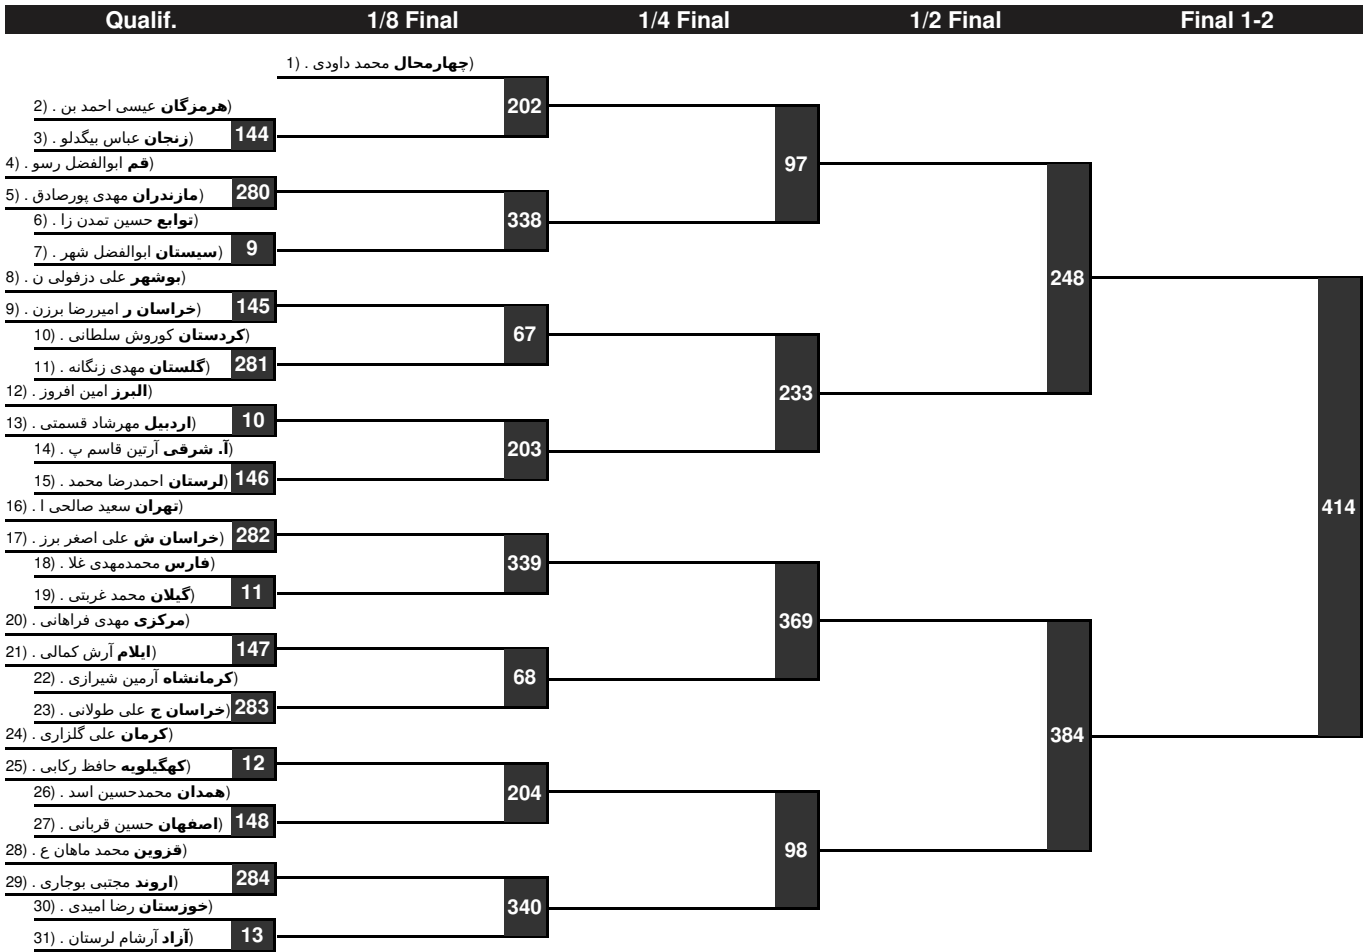 Qualif. 1/8 Final 1/4 Final 1/2 Final Final 1-2
1) . چهارمحال محمد داودی)
202
2) . هرمزگان عیسی احمد بن)
144
3) . زنجان عباس بیگدلو)
97
4) . قم ابوالفضل رسو)
280
5) . مازندران مهدی پورصادق)
338
6) . توابع حسین تمدن زا)
9
7) . سیستان ابوالفضل شهر)
248
8) . بوشهر علی دزفولی ن)
145
9) . خراسان ر امیررضا برزن)
67
10) . کردستان کوروش سلطانی)
281
11) . گلستان مهدی زنگانه)
233
12) . البرز امین افروز)
10
13) . اردبیل مهرشاد قسمتی)
203
14) . آ. شرقی آرتین قاسم پ)
146
15) . لرستان احمدرضا محمد)
414
16) . تهران سعید صالحی ا)
282
17) . خراسان ش علی اصغر برز)
339
18) . فارس محمدمهدی غلا)
11
19) . گیلان محمد غربتی)
369
20) . مرکزی مهدی فراهانی)
147
21) . ایلام آرش کمالی)
68
22) . کرمانشاه آرمین شیرازی)
283
23) . خراسان ج علی طولانی)
384
24) . کرمان علی گلزاری)
12
25) . کهگیلویه حافظ رکابی)
204
26) . همدان محمدحسین اسد)
148
27) . اصفهان حسین قربانی)
98
28) . قزوین محمد ماهان ع)
284
29) . اروند مجتبی بوجاری)
340
30) . خوزستان رضا امیدی)
13
31) . آزاد آرشام لرستان)